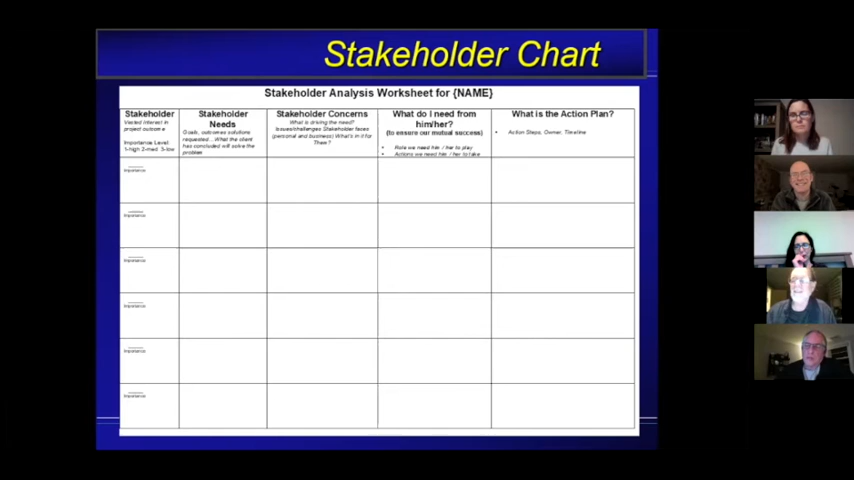 Stakeholder Chart
Stakeholder Analysis Worksheet for {NAME}
Stakeholder
Vested Interest in
project outcome
Importance Level:
1-high 2-med 3-low
Stakeholder
Needs
Goals, outcomes solutions
requested... What the client
has concluded will solve the
problem
Stakeholder Concerns
What is driving the need?
Issues/challenges Stakeholder faces
(personal and business) What's in it for
Them?
What do I need from
him/her?
(to ensure our mutual success)
• Role we need him / her to play
• Actions we need him / her to take
What is the Action Plan?
• Action Steps, Owner, Timeline
Importance:
Importance:
Importance:
Importance:
Importance:
Importance: